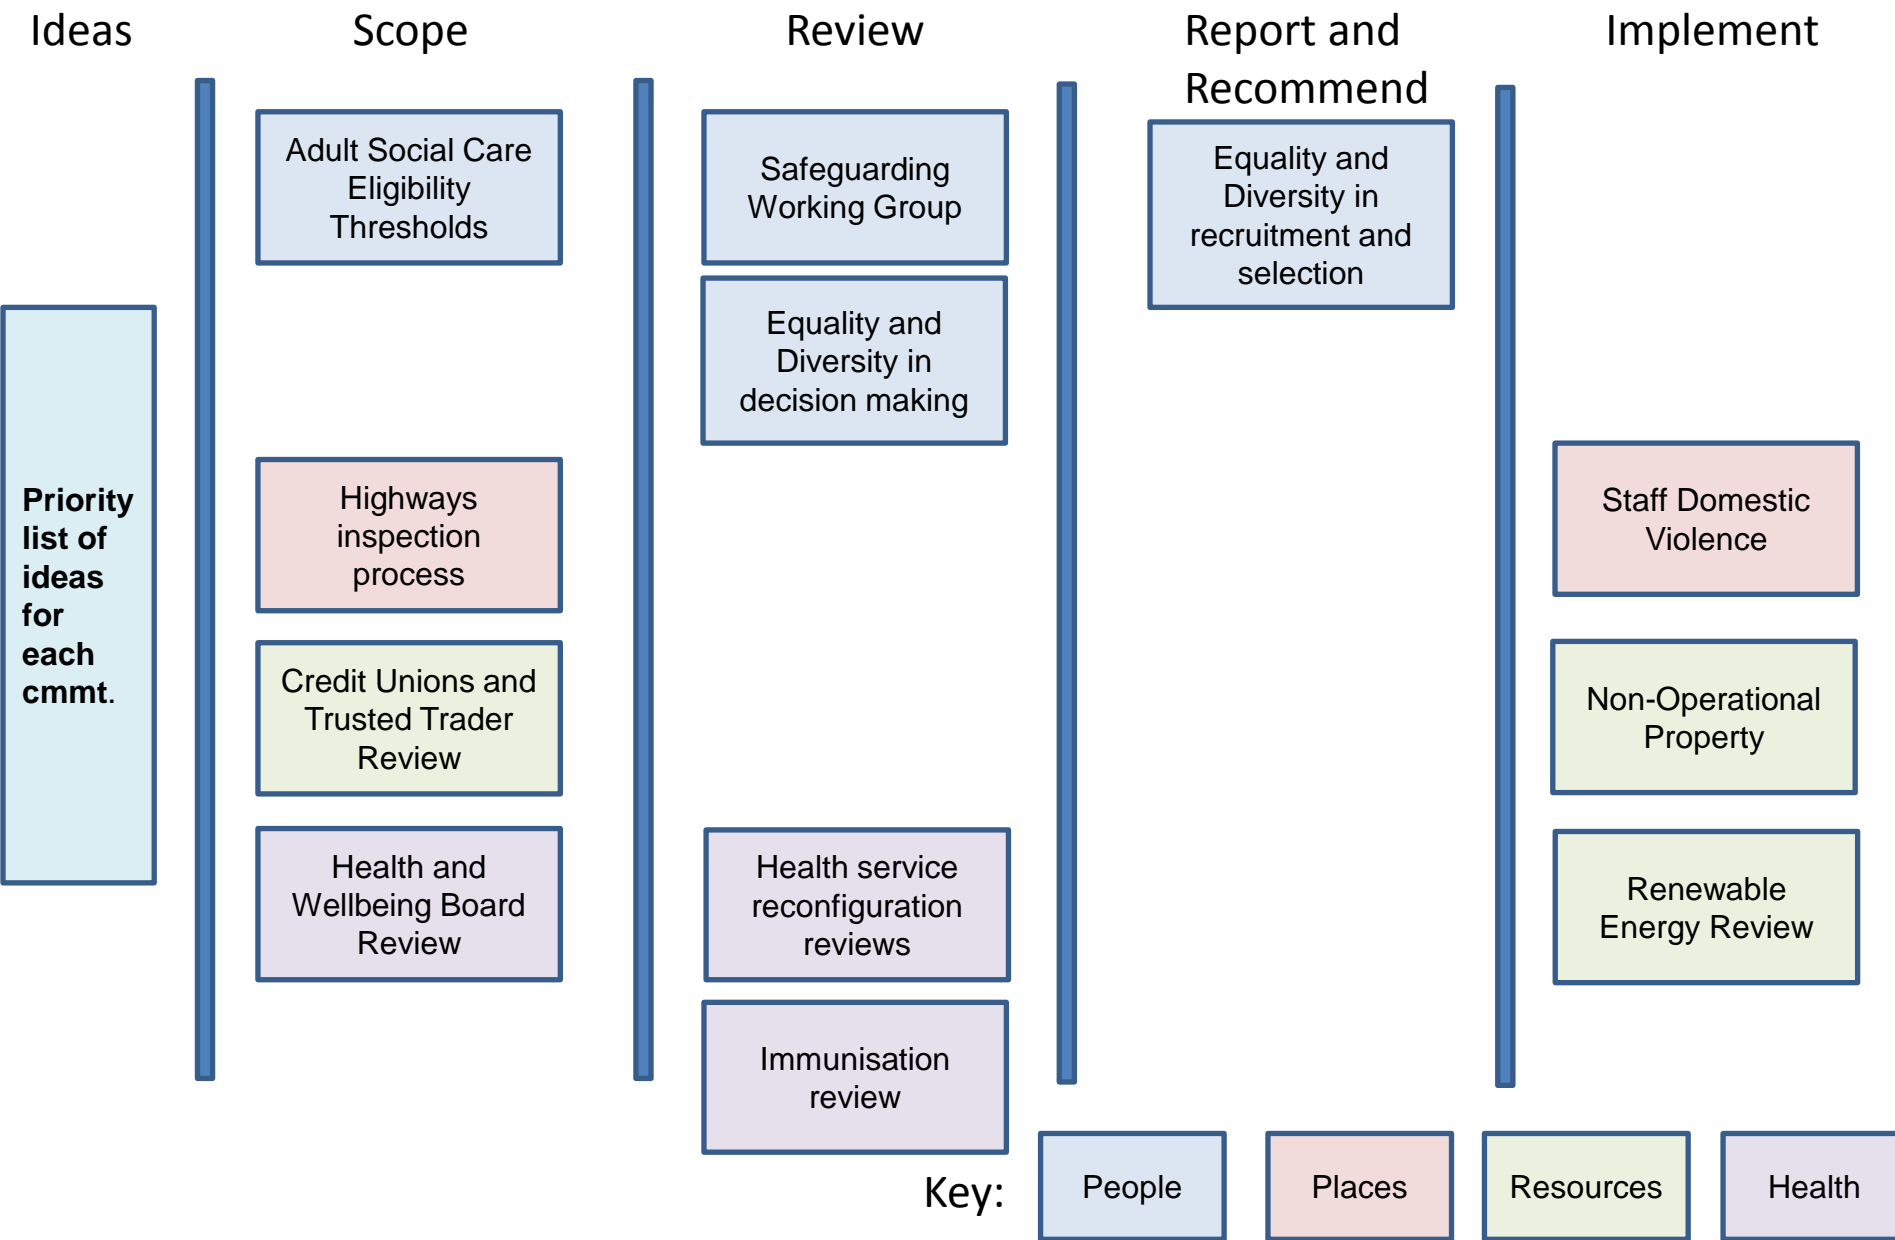 Ideas
Scope
Review
Report and
Recommend
Implement
Priority
list of
ideas
for
each
cmmt.
Adult Social Care
Eligibility
Thresholds
Highways
inspection
process
Credit Unions and
Trusted Trader
Review
Health and
Wellbeing Board
Review
Safeguarding
Working Group
Equality and
Diversity in
decision making
Health service
reconfiguration
reviews
Immunisation
review
Equality and
Diversity in
recruitment and
selection
Staff Domestic
Violence
Non-Operational
Property
Renewable
Energy Review
Key:
People
Places
Resources
Health